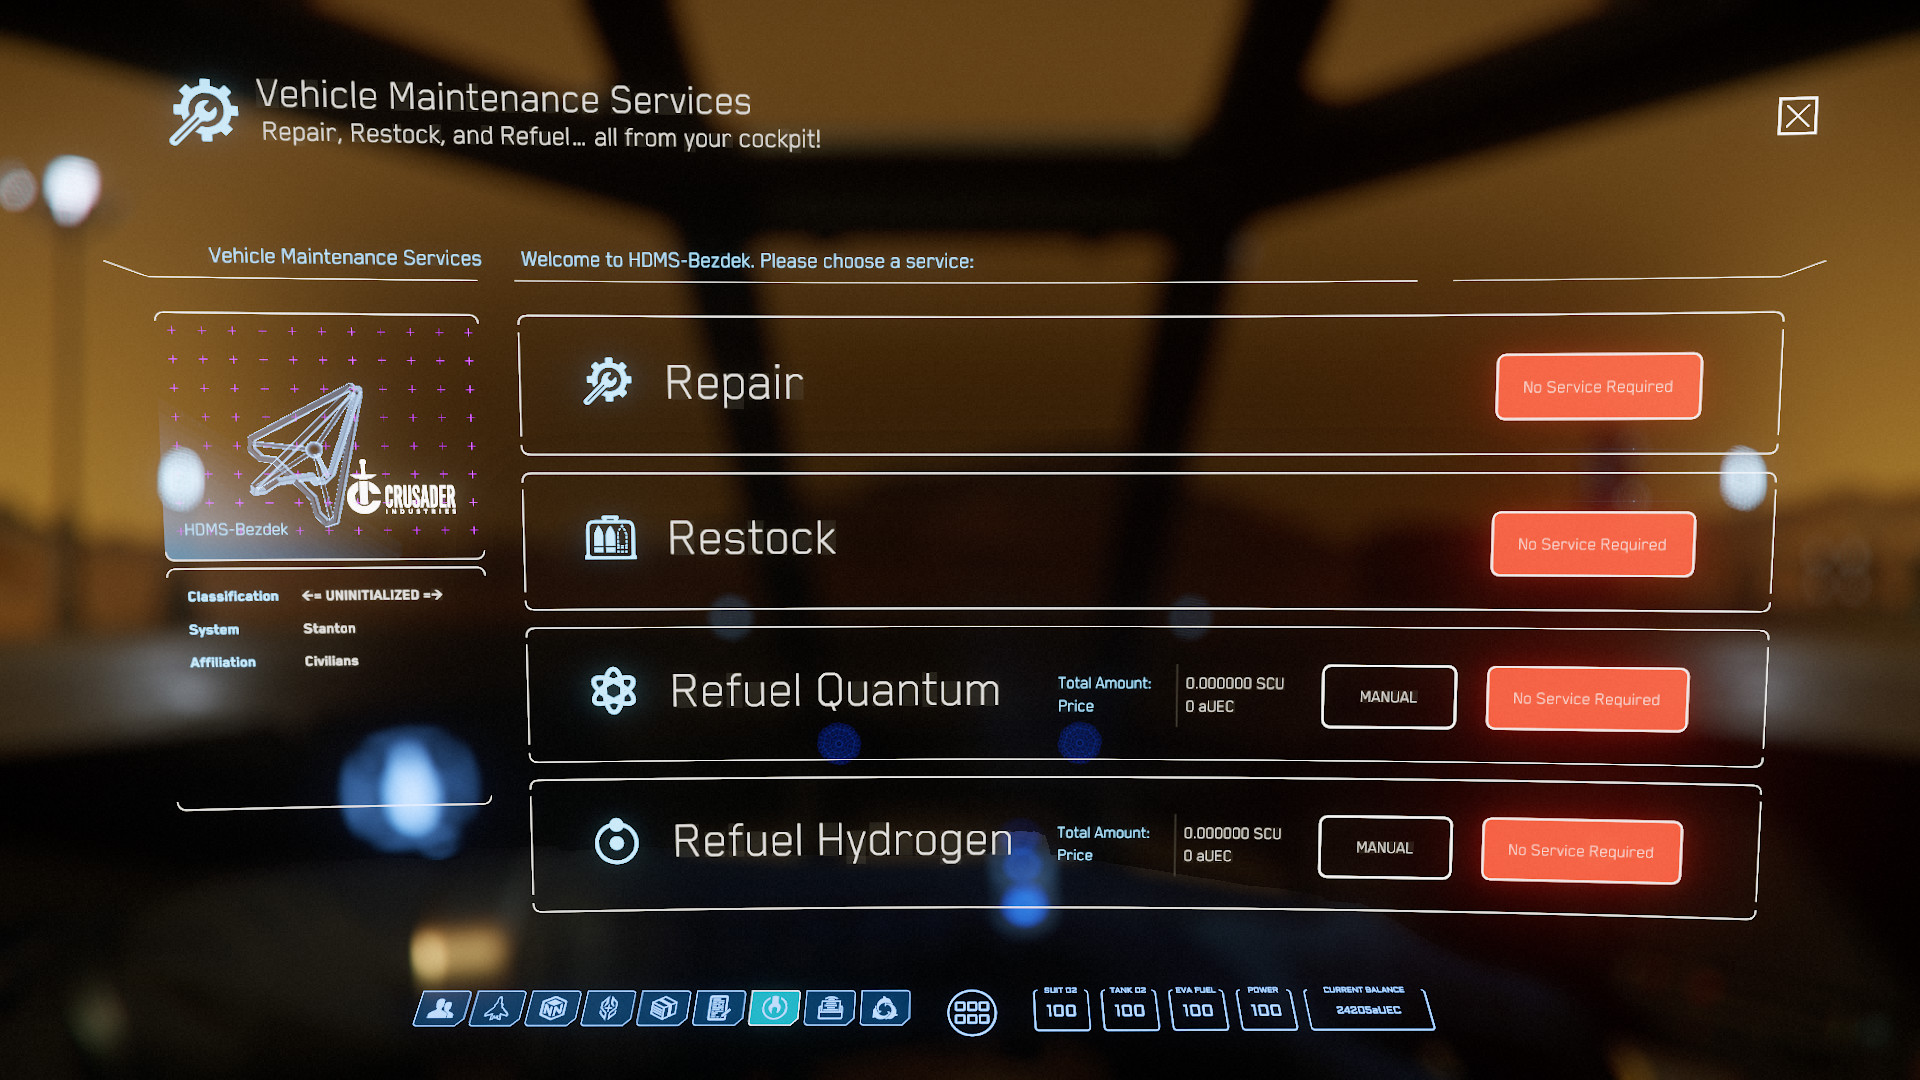 Vehicle Maintenance Services
Repair, Restock, and Refuel... all from your cockpit!
Vehicle Maintenance Services
Welcome to HDMS-Bezdek. Please choose a service:
CRUSADER
INDUSTRIES
HDMS-Bezdek
Classification <-= UNINITIALIZED =->
System Stanton
Affiliation Civilians
Repair
No Service Required
Restock
No Service Required
Refuel Quantum
Total Amount: 0.000000 SCU
Price 0 aUEC
MANUAL
No Service Required
Refuel Hydrogen
Total Amount: 0.000000 SCU
Price 0 aUEC
MANUAL
No Service Required
SUIT O2
100
TANK O2
100
EVA FUEL
100
POWER
100
CURRENT BALANCE
24205aUEC